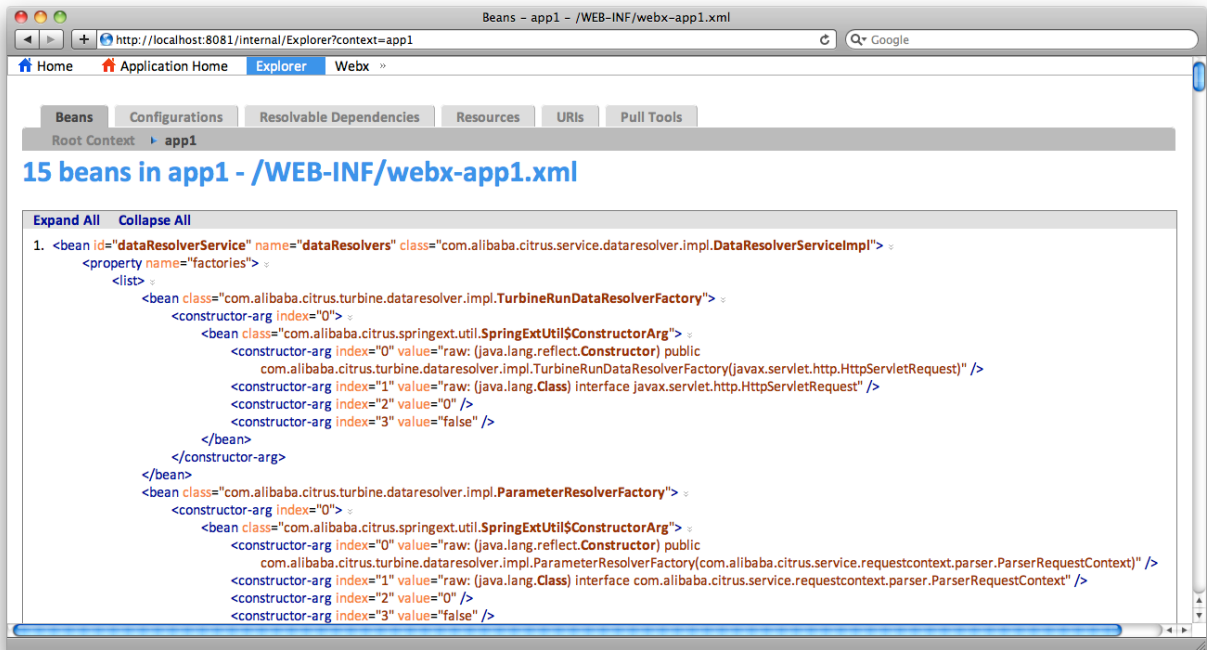 Beans – app1 – /WEB-INF/webx-app1.xml
http://localhost:8081/internal/Explorer?context=app1
Google
Home Application Home Explorer Webx »
Beans Configurations Resolvable Dependencies Resources URIs Pull Tools
Root Context app1
15 beans in app1 - /WEB-INF/webx-app1.xml
Expand All Collapse All
1. <bean id="dataResolverService" name="dataResolvers" class="com.alibaba.citrus.service.dataresolver.impl.DataResolverServiceImpl">
<property name="factories">
<list>
<bean class="com.alibaba.citrus.turbine.dataresolver.impl.TurbineRunDataResolverFactory">
<constructor-arg index="0">
<bean class="com.alibaba.citrus.springext.util.SpringExtUtil$ConstructorArg">
<constructor-arg index="0" value="raw: (java.lang.reflect.Constructor) public
com.alibaba.citrus.turbine.dataresolver.impl.TurbineRunDataResolverFactory(javax.servlet.http.HttpServletRequest)" />
<constructor-arg index="1" value="raw: (java.lang.Class) interface javax.servlet.http.HttpServletRequest" />
<constructor-arg index="2" value="0" />
<constructor-arg index="3" value="false" />
</bean>
</constructor-arg>
</bean>
<bean class="com.alibaba.citrus.turbine.dataresolver.impl.ParameterResolverFactory">
<constructor-arg index="0">
<bean class="com.alibaba.citrus.springext.util.SpringExtUtil$ConstructorArg">
<constructor-arg index="0" value="raw: (java.lang.reflect.Constructor) public
com.alibaba.citrus.turbine.dataresolver.impl.ParameterResolverFactory(com.alibaba.citrus.service.requestcontext.parser.ParserRequestContext)" />
<constructor-arg index="1" value="raw: (java.lang.Class) interface com.alibaba.citrus.service.requestcontext.parser.ParserRequestContext" />
<constructor-arg index="2" value="0" />
<constructor-arg index="3" value="false" />